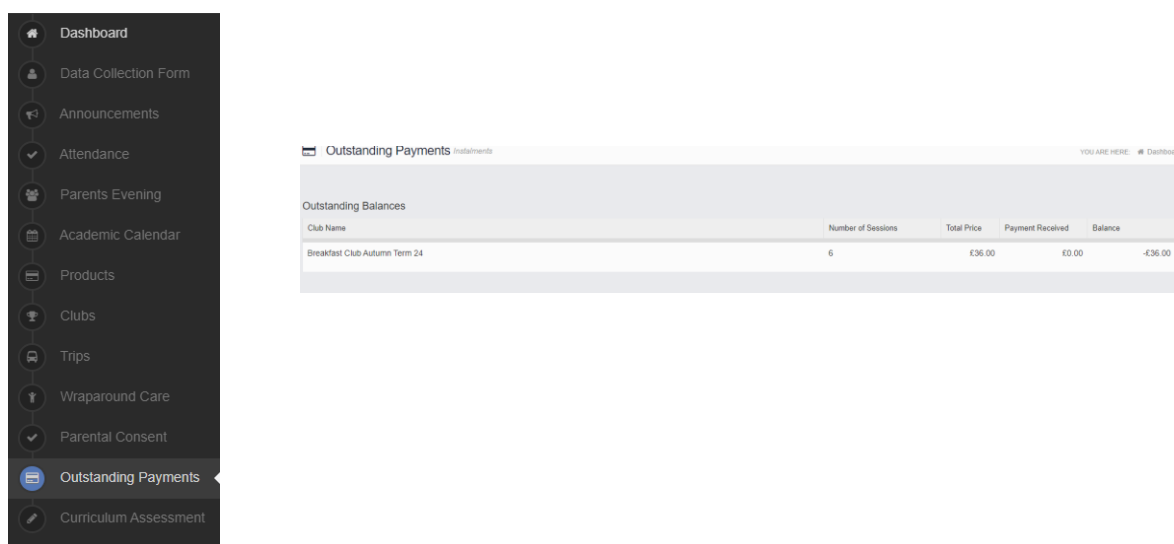 Dashboard
Data Collection Form
Announcements
Attendance
Parents Evening
Academic Calendar
Products
Clubs
Trips
Wraparound Care
Parental Consent
Outstanding Payments
Curriculum Assessment
Outstanding Payments Instalments
YOU ARE HERE:
Outstanding Balances
Club Name Number of Sessions Total Price Payment Received Balance
Breakfast Club Autumn Term 24 6 £36.00 £0.00 -£36.00